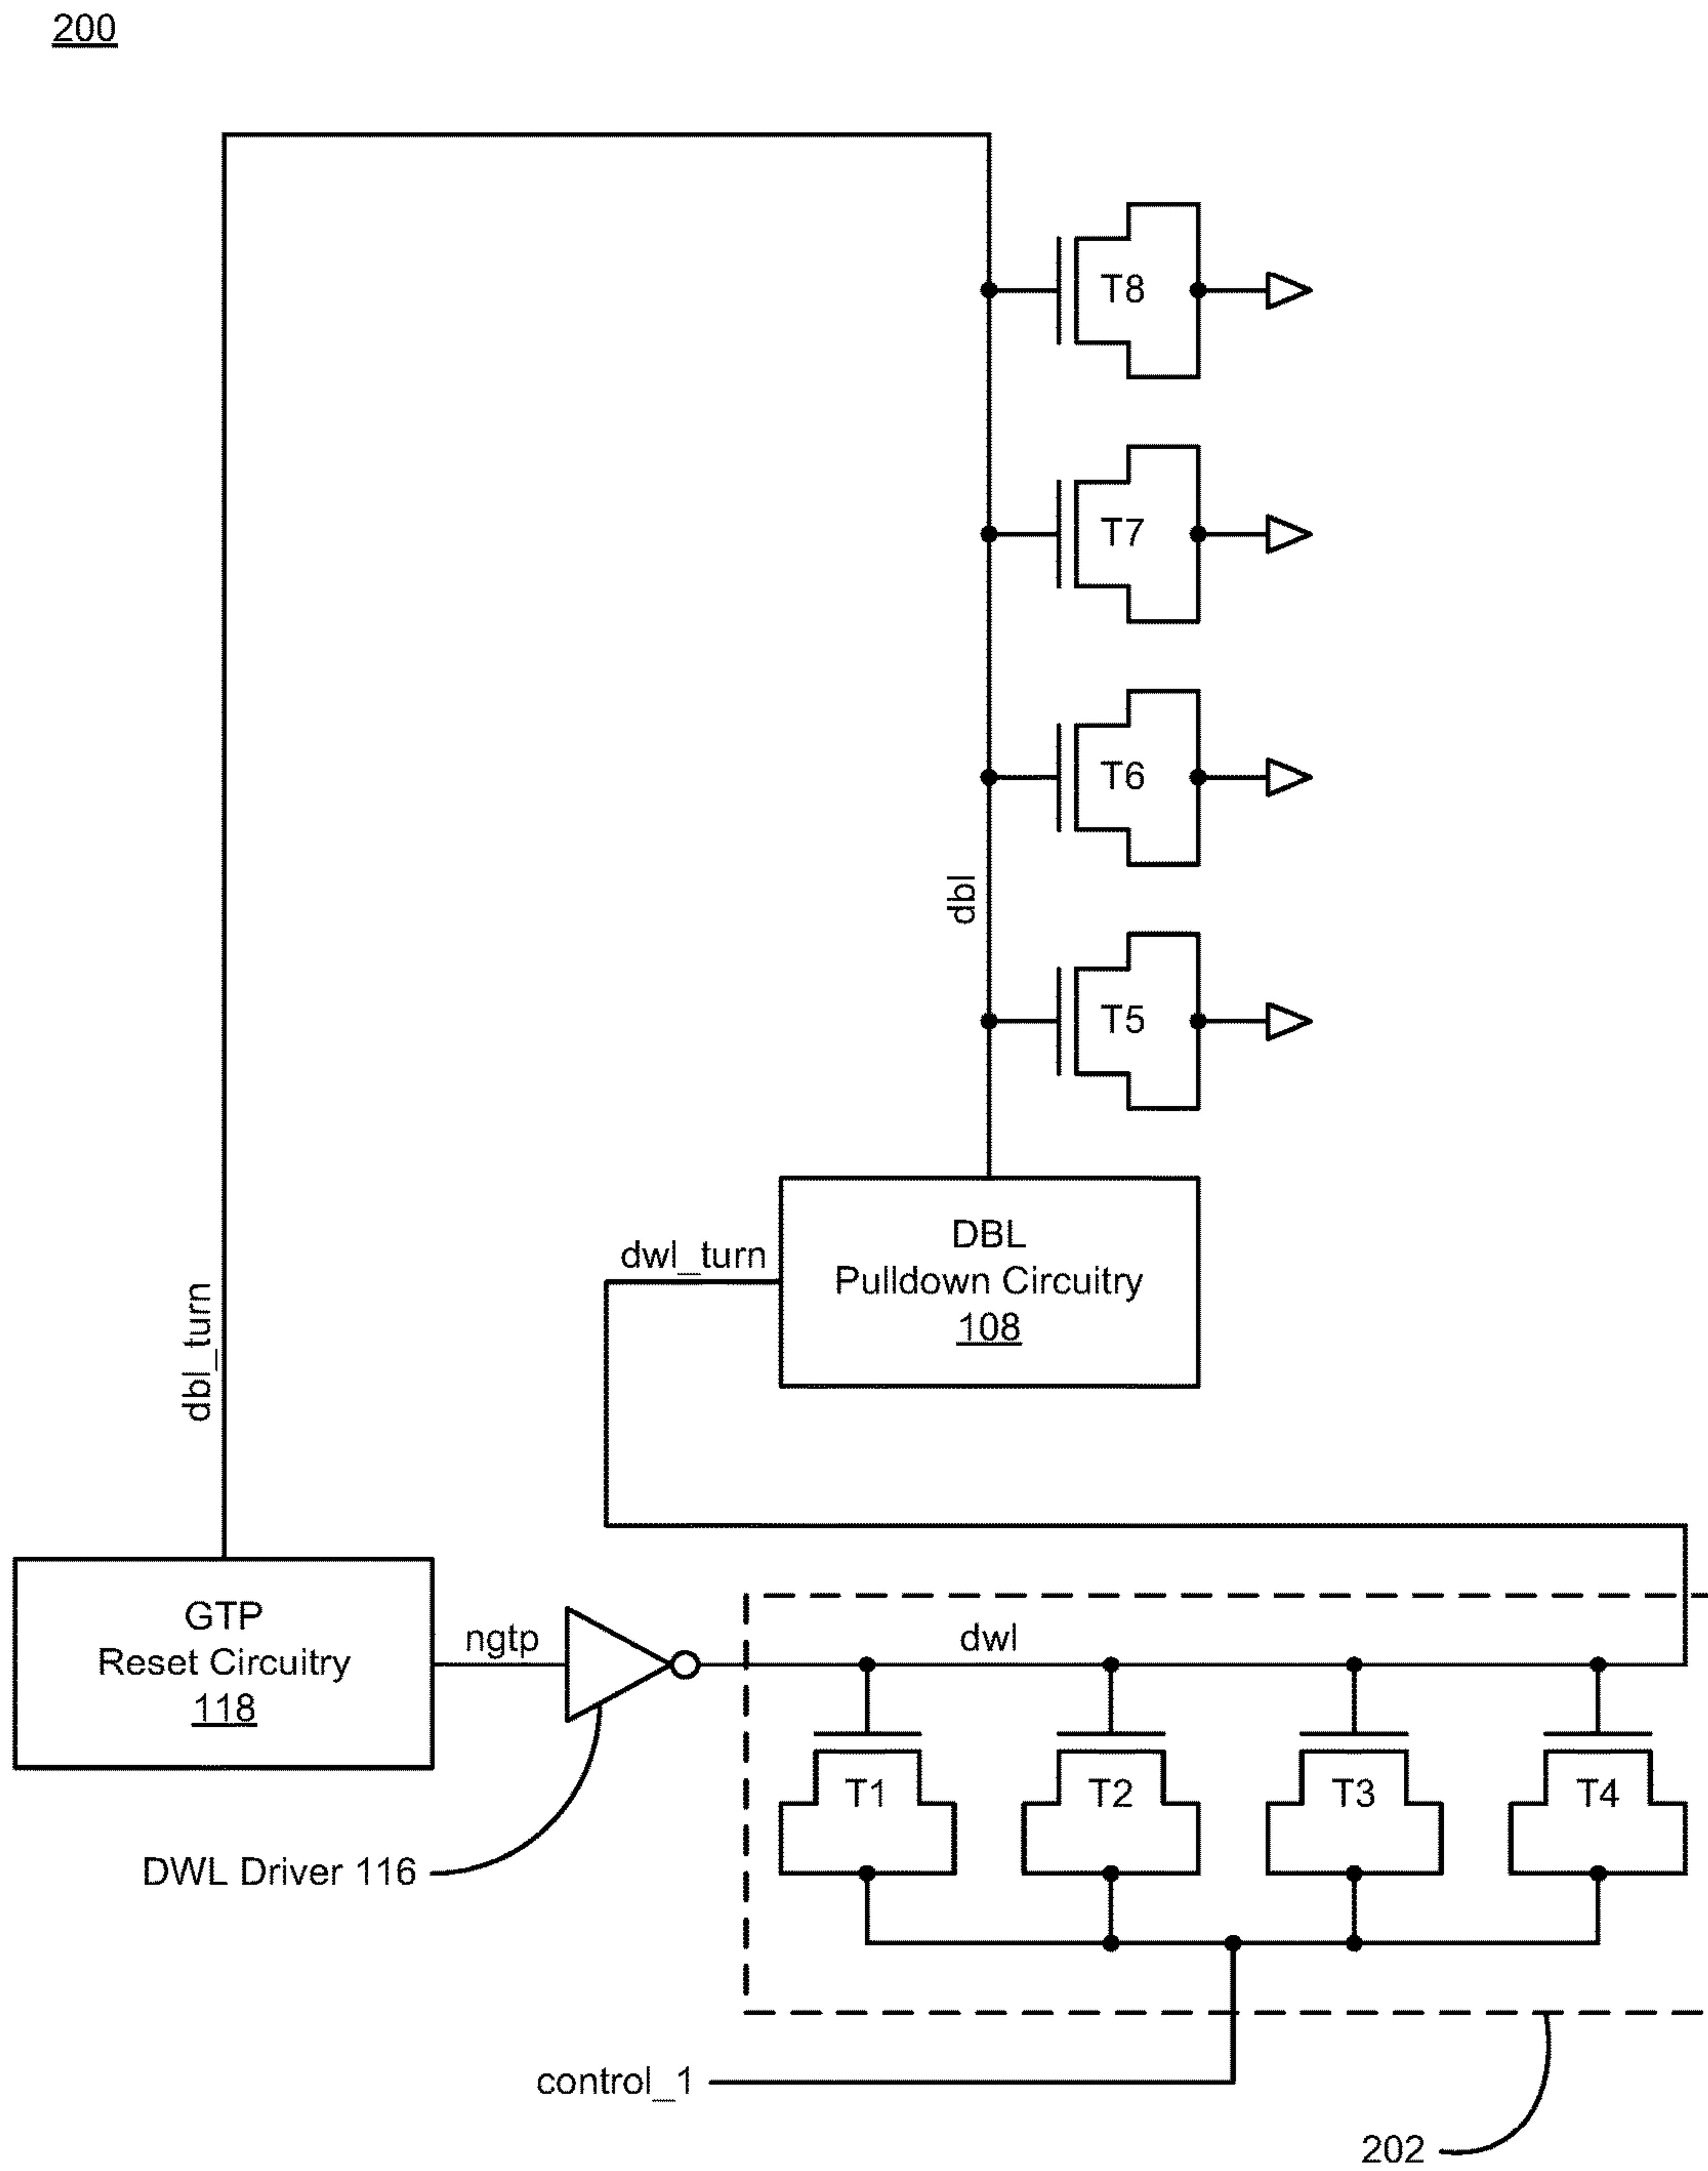 200
T8
T7
T6
dbl
T5
DBL
Pulldown Circuitry
108
dwl_turn
dbl_turn
GTP
Reset Circuitry
118
ngtp
dwl
T1
T2
T3
T4
DWL Driver 116
control_1
202